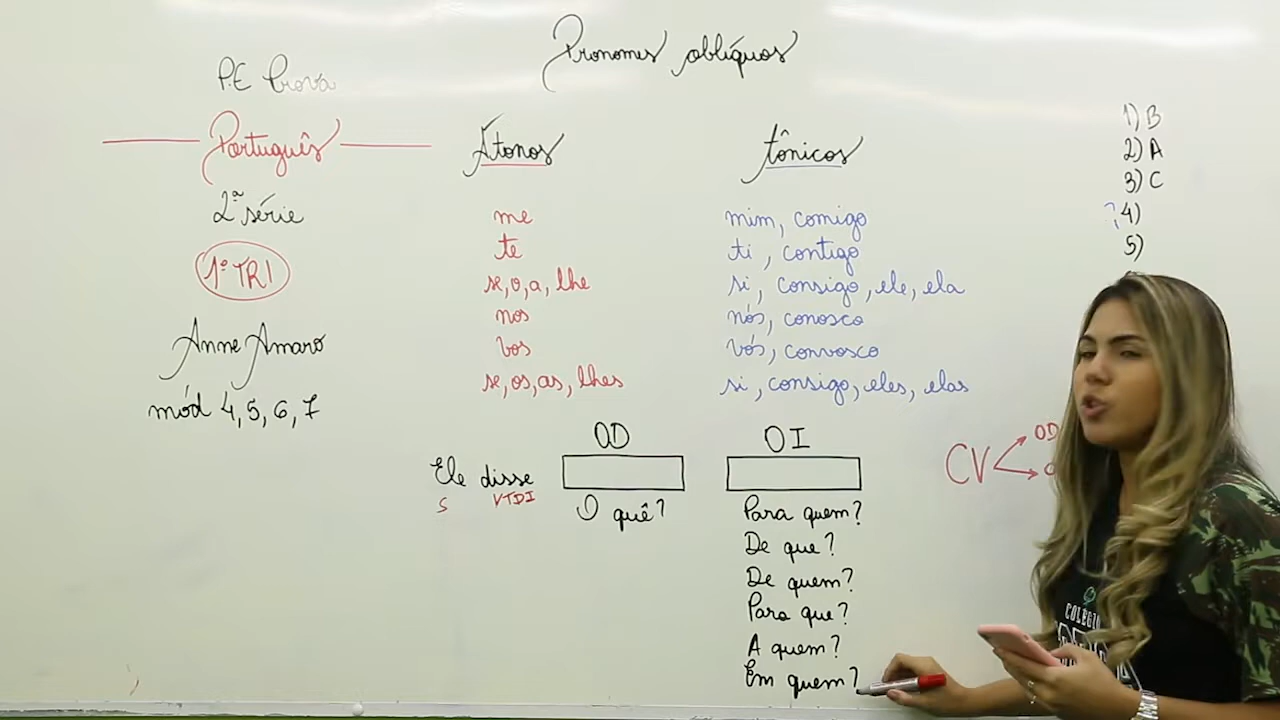 Pronomes oblíquos
P.E Prova
Português
2ª série
1º TRI
Anne Amaro
mód 4, 5, 6, 7
Átonos
me
te
se, o, a, lhe
nos
vos
se, os, as, lhes
tônicos
mim, comigo
ti, contigo
si, consigo, ele, ela
nós, conosco
vós, convosco
si, consigo, eles, elas
1) B
2) A
3) C
? 4)
5)
OD
OI
Ele disse
S VTDI
O quê?
Para quem?
De que?
De quem?
Para que?
A quem?
Em quem?
CV
OD
COLÉGIO